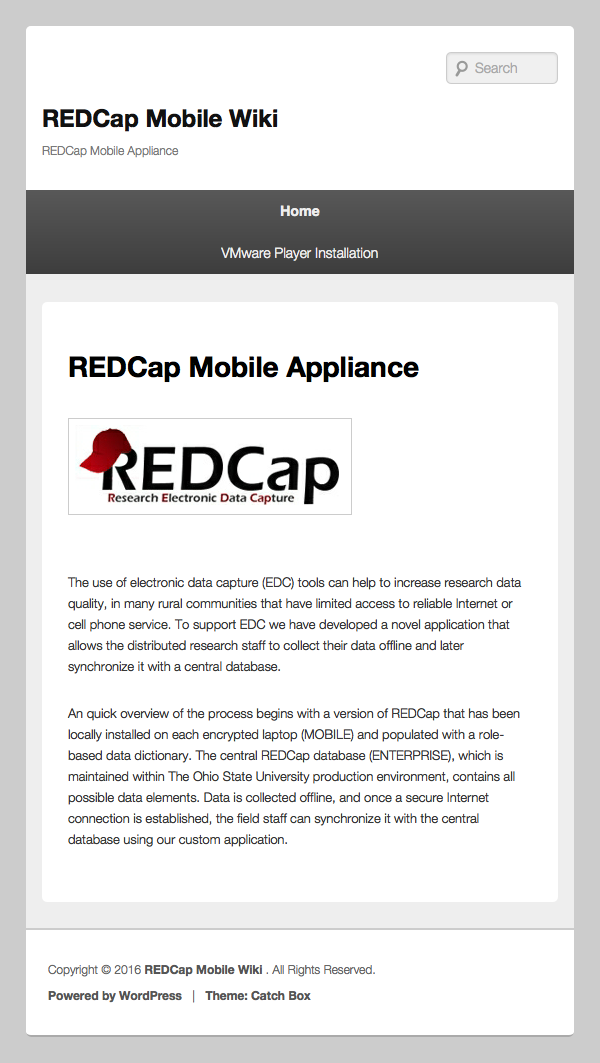 Search
REDCap Mobile Wiki
REDCap Mobile Appliance
Home
VMware Player Installation
REDCap Mobile Appliance
REDCap
Research Electronic Data Capture
The use of electronic data capture (EDC) tools can help to increase research data
quality, in many rural communities that have limited access to reliable Internet or
cell phone service. To support EDC we have developed a novel application that
allows the distributed research staff to collect their data offline and later
synchronize it with a central database.
An quick overview of the process begins with a version of REDCap that has been
locally installed on each encrypted laptop (MOBILE) and populated with a role-
based data dictionary. The central REDCap database (ENTERPRISE), which is
maintained within The Ohio State University production environment, contains all
possible data elements. Data is collected offline, and once a secure Internet
connection is established, the field staff can synchronize it with the central
database using our custom application.
Copyright © 2016 REDCap Mobile Wiki . All Rights Reserved.
Powered by WordPress | Theme: Catch Box